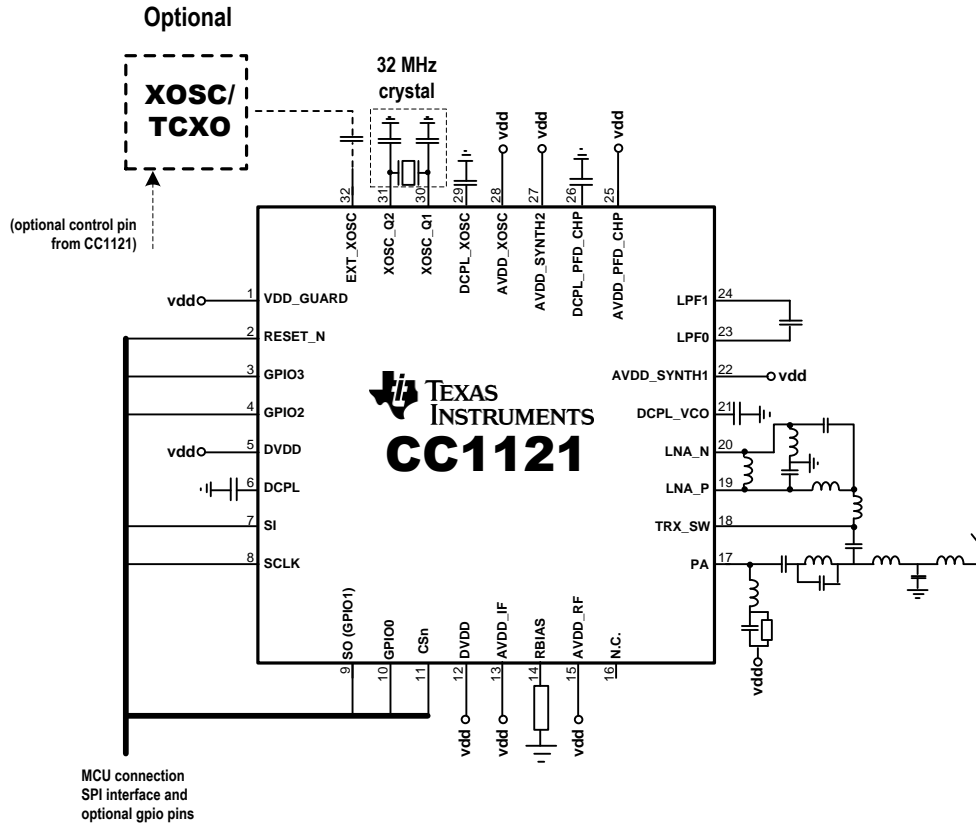 Optional
XOSC/
TCXO
(optional control pin
from CC1121)
32 MHz
crystal
vdd
vdd
vdd
32
31
30
29
28
27
26
25
EXT_XOSC
XOSC_Q2
XOSC_Q1
DCPL_XOSC
AVDD_XOSC
AVDD_SYNTH2
DCPL_PFD_CHP
AVDD_PFD_CHP
vdd 1 VDD_GUARD
2 RESET_N
3 GPIO3
4 GPIO2
vdd 5 DVDD
6 DCPL
7 SI
8 SCLK
TEXAS
INSTRUMENTS
CC1121
LPF1 24
LPF0 23
AVDD_SYNTH1 22 vdd
DCPL_VCO 21
LNA_N 20
LNA_P 19
TRX_SW 18
PA 17
vdd
SO (GPIO1)
GPIO0
CSn
DVDD
AVDD_IF
RBIAS
AVDD_RF
N.C.
9
10
11
12
13
14
15
16
vdd
vdd
vdd
MCU connection
SPI interface and
optional gpio pins